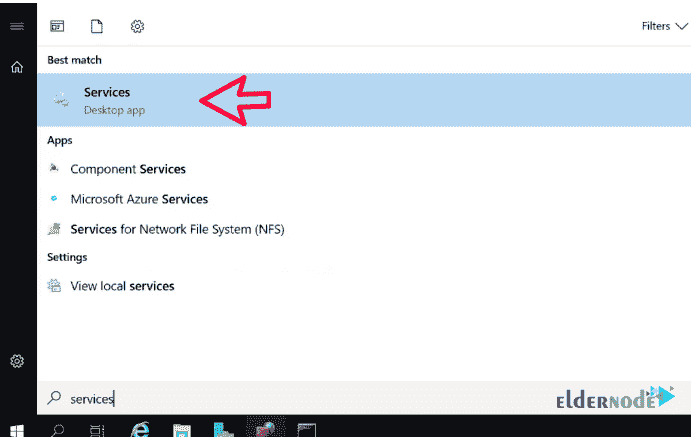 Filters
Best match
Services
Desktop app
Apps
Component Services
Microsoft Azure Services
Services for Network File System (NFS)
Settings
View local services
services
ELDERNODE